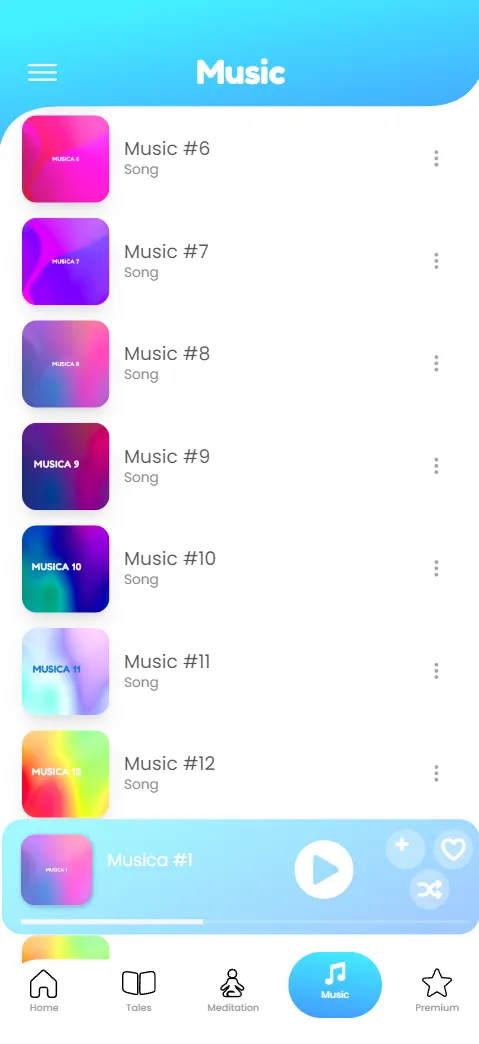 Music
MUSICA 6
Music #6
Song
MUSICA 7
Music #7
Song
MUSICA 8
Music #8
Song
MUSICA 9
Music #9
Song
MUSICA 10
Music #10
Song
MUSICA 11
Music #11
Song
MUSICA 12
Music #12
Song
MUSICA 1
Musica #1
Home
Tales
Meditation
Music
Premium